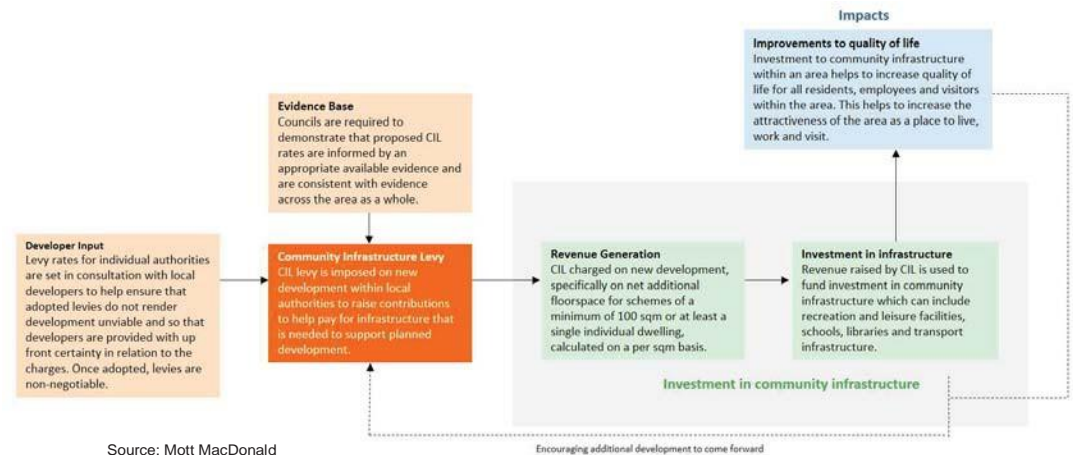 Impacts
Improvements to quality of life
Investment to community infrastructure
within an area helps to increase quality of
life for all residents, employees and visitors
within the area. This helps to increase the
attractiveness of the area as a place to live,
work and visit.
Evidence Base
Councils are required to
demonstrate that proposed CIL
rates are informed by an
appropriate available evidence and
are consistent with evidence
across the area as a whole.
Developer Input
Levy rates for individual authorities
are set in consultation with local
developers to help ensure that
adopted levies do not render
development unviable and so that
developers are provided with up
front certainty in relation to the
charges. Once adopted, levies are
non-negotiable.
Community Infrastructure Levy
CIL levy is imposed on new
development within local
authorities to raise contributions
to help pay for infrastructure that
is needed to support planned
development.
Revenue Generation
CIL charged on new development,
specifically on net additional
floorspace for schemes of a
minimum of 100 sqm or at least a
single individual dwelling,
calculated on a per sqm basis.
Investment in infrastructure
Revenue raised by CIL is used to
fund investment in community
infrastructure which can include
recreation and leisure facilities,
schools, libraries and transport
infrastructure.
Investment in community infrastructure
Encouraging additional development to come forward
Source: Mott MacDonald